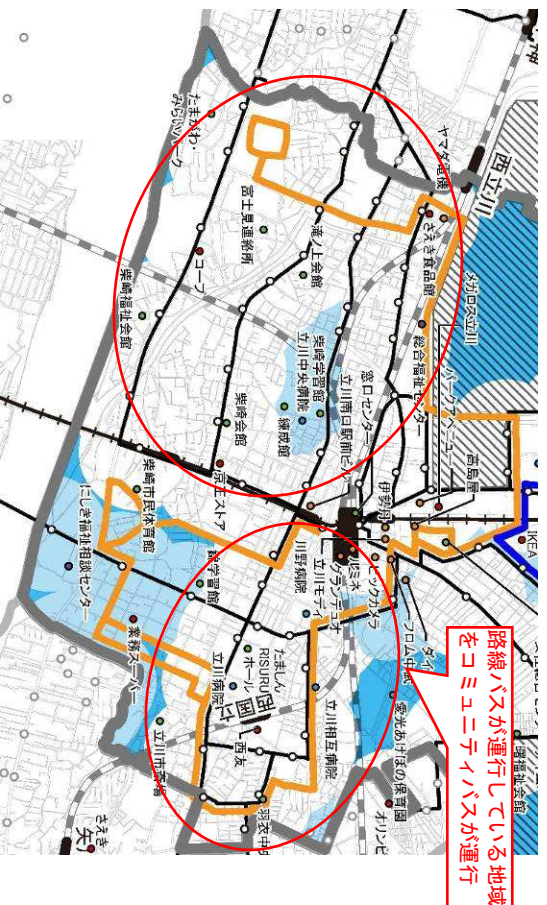 路線バスが運行している地域
をコミュニティバスが運行
西立川
ヤマダ電機
さえき食品館
メガロス立川
総合福祉センター
パークアベニュー
高島屋
窓口センター
立川南口駅前ビル
伊勢丹
IKEA
たまがわ・
みらいパーク
富士見連絡所
滝ノ上会館
コープ
柴崎福祉会館
柴崎学習館
立川中央病院
練成館
柴崎会館
京王ストア
ルミネ
グランデュオ
立川モディ
ビックカメラ
フロム中武
川野病院
柴崎市民体育館
にしき福祉相談センター
錦学習館
業務スーパー
たましん
RISURU
ホール
立川病院
西国立
西友
立川相互病院
愛光あけぼの保育園
曙福祉会館
立川市斎場
羽衣中央
さえき
矢川